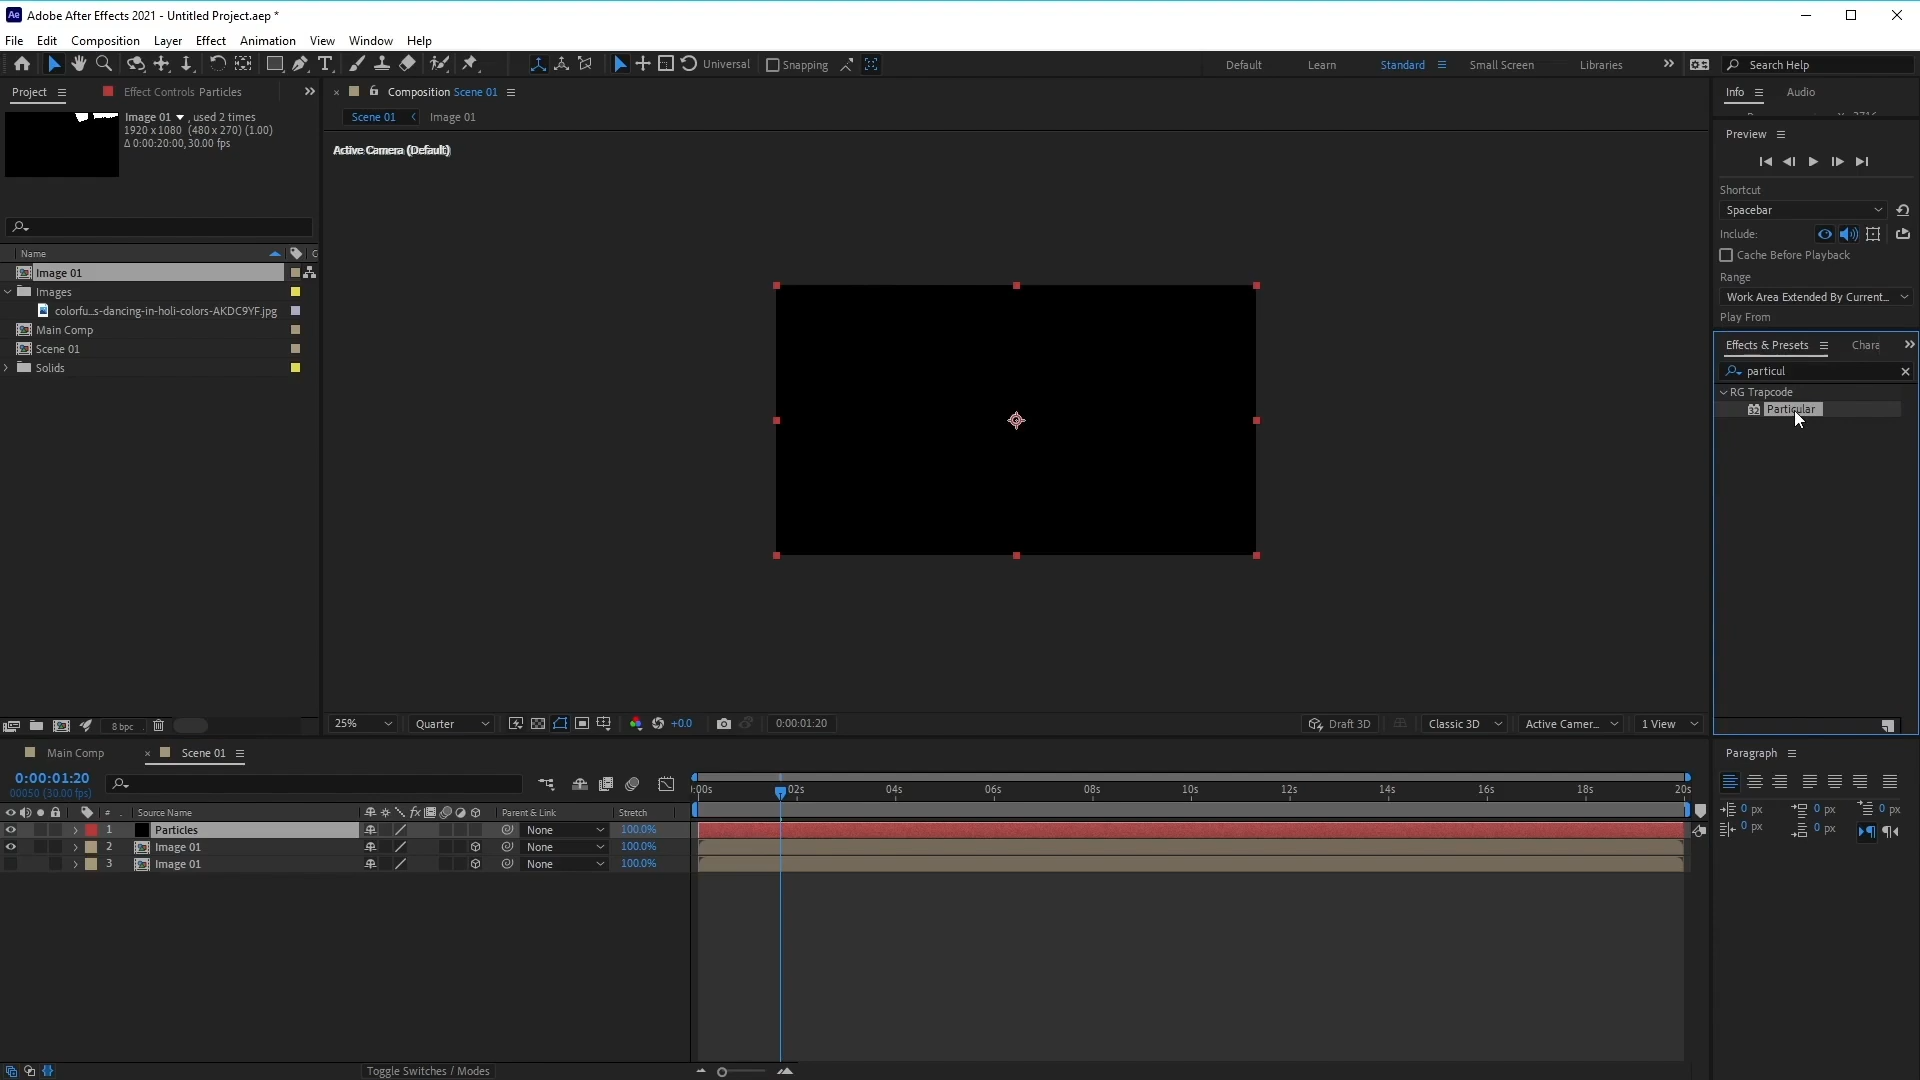 Adobe After Effects 2021 - Untitled Project.aep *
File Edit Composition Layer Effect Animation View Window Help
Universal Snapping Default Learn Standard Small Screen Libraries Search Help
Project Effect Controls Particles
Image 01 , used 2 times
1920 x 1080 (480 x 270) (1.00)
Δ 0:00:20:00, 30.00 fps
Name
Image 01
Images
colorfu...s-dancing-in-holi-colors-AKDC9YF.jpg
Main Comp
Scene 01
Solids
8 bpc
Composition Scene 01
Scene 01 Image 01
Active Camera (Default)
25% Quarter +0.0 0:00:01:20 Draft 3D Classic 3D Active Camer... 1 View
Info Audio
Preview
Shortcut
Spacebar
Include:
Cache Before Playback
Range
Work Area Extended By Current...
Play From
Effects & Presets Chara
particul
RG Trapcode
32 Particular
Main Comp Scene 01
0:00:01:20
00050 (30.00 fps)
# Source Name fx Parent & Link Stretch
1 Particles None 100.0%
2 Image 01 None 100.0%
3 Image 01 None 100.0%
:00s 02s 04s 06s 08s 10s 12s 14s 16s 18s 20s
Toggle Switches / Modes
Paragraph
0 px 0 px 0 px
0 px 0 px